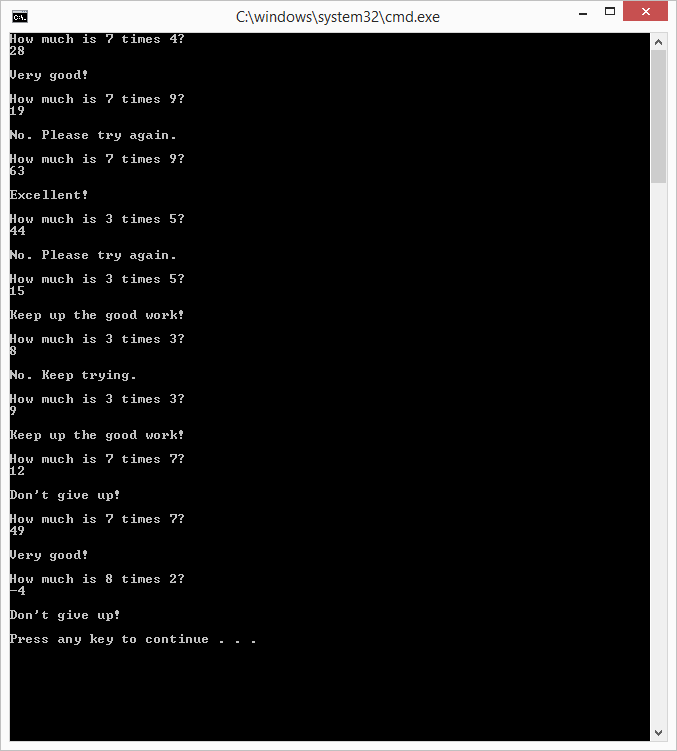 C:\windows\system32\cmd.exe
How much is 7 times 4?
28
Very good!
How much is 7 times 9?
19
No. Please try again.
How much is 7 times 9?
63
Excellent!
How much is 3 times 5?
44
No. Please try again.
How much is 3 times 5?
15
Keep up the good work!
How much is 3 times 3?
8
No. Keep trying.
How much is 3 times 3?
9
Keep up the good work!
How much is 7 times 7?
12
Don't give up!
How much is 7 times 7?
49
Very good!
How much is 8 times 2?
-4
Don't give up!
Press any key to continue . . .